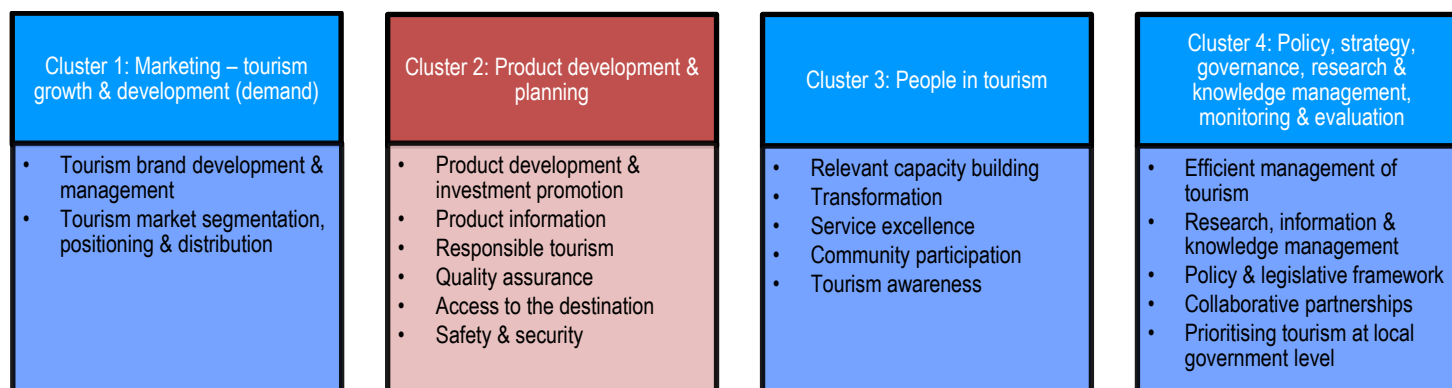 Cluster 1: Marketing – tourism
growth & development (demand)
• Tourism brand development &
management
• Tourism market segmentation,
positioning & distribution
Cluster 2: Product development &
planning
• Product development &
investment promotion
• Product information
• Responsible tourism
• Quality assurance
• Access to the destination
• Safety & security
Cluster 3: People in tourism
• Relevant capacity building
• Transformation
• Service excellence
• Community participation
• Tourism awareness
Cluster 4: Policy, strategy,
governance, research &
knowledge management,
monitoring & evaluation
• Efficient management of
tourism
• Research, information &
knowledge management
• Policy & legislative framework
• Collaborative partnerships
• Prioritising tourism at local
government level